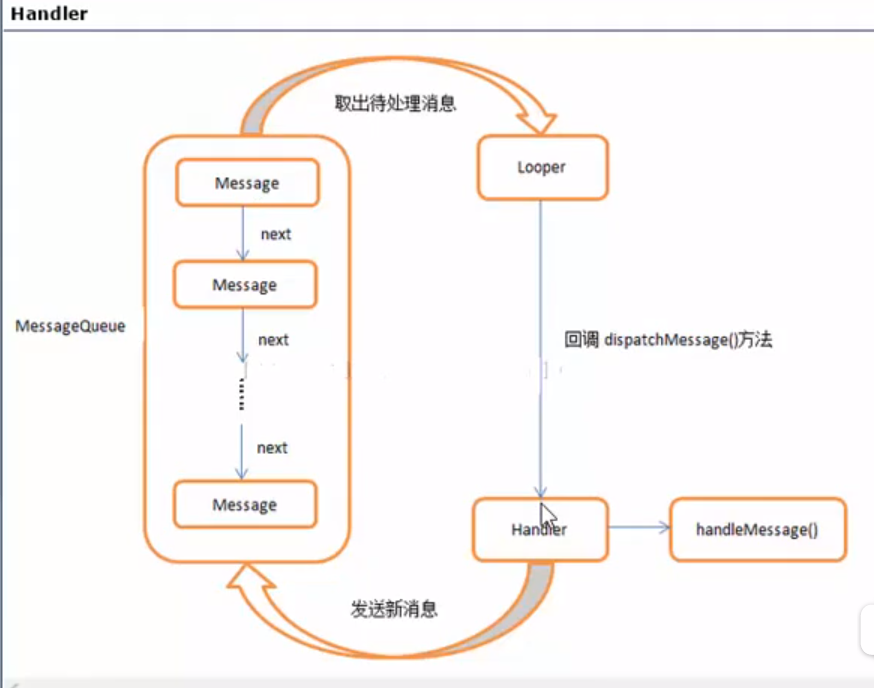 Handler
取出待处理消息
Message
Looper
next
Message
MessageQueue
next
回调 dispatchMessage()方法
next
Message
Handler
handleMessage()
发送新消息